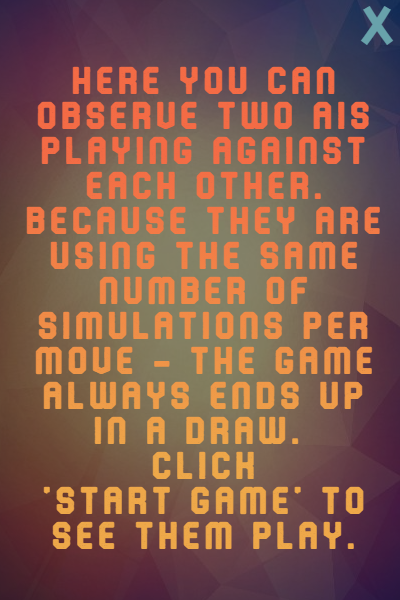 X
HERE YOU CAN
OBSERVE TWO AIS
PLAYING AGAINST
EACH OTHER.
BECAUSE THEY ARE
USING THE SAME
NUMBER OF
SIMULATIONS PER
MOVE - THE GAME
ALWAYS ENDS UP
IN A DRAW.
CLICK
'START GAME' TO
SEE THEM PLAY.